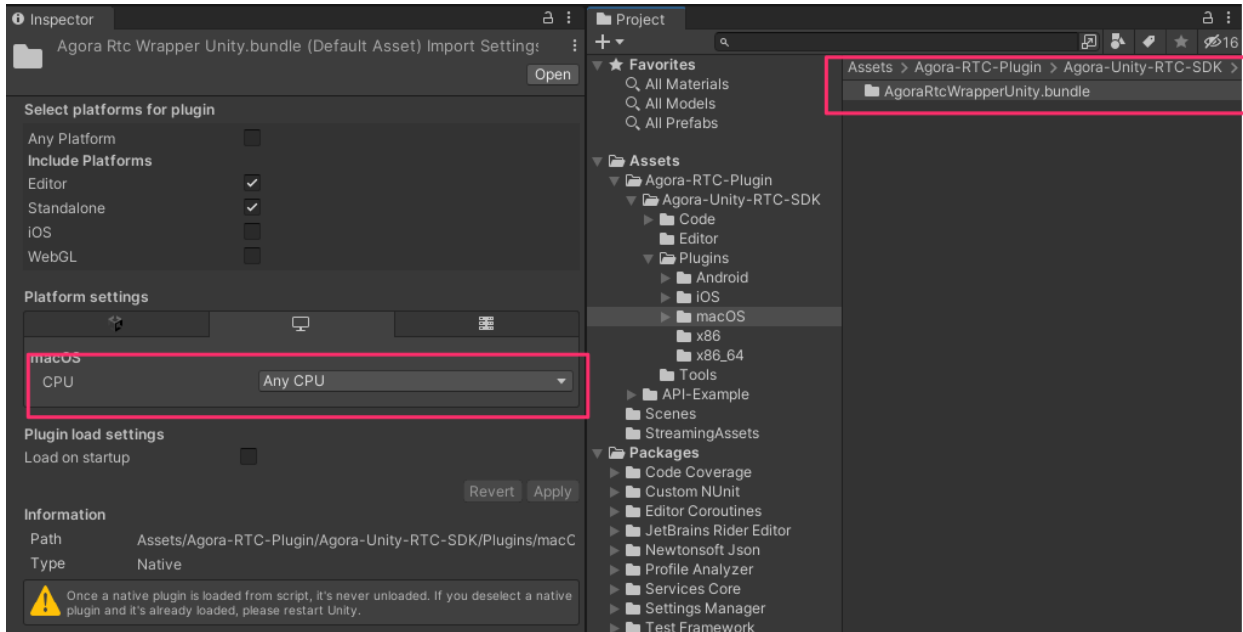 Inspector
Agora Rtc Wrapper Unity.bundle (Default Asset) Import Settings
Open
Select platforms for plugin
Any Platform
Include Platforms
Editor
Standalone
iOS
WebGL
Platform settings
macOS
CPU Any CPU
Plugin load settings
Load on startup
Revert Apply
Information
Path Assets/Agora-RTC-Plugin/Agora-Unity-RTC-SDK/Plugins/macO
Type Native
Once a native plugin is loaded from script, it's never unloaded. If you deselect a native
plugin and it's already loaded, please restart Unity.
Project
16
Favorites
All Materials
All Models
All Prefabs
Assets
Agora-RTC-Plugin
Agora-Unity-RTC-SDK
Code
Editor
Plugins
Android
iOS
macOS
x86
x86_64
Tools
API-Example
Scenes
StreamingAssets
Packages
Code Coverage
Custom NUnit
Editor Coroutines
JetBrains Rider Editor
Newtonsoft Json
Profile Analyzer
Services Core
Settings Manager
Test Framework
Assets > Agora-RTC-Plugin > Agora-Unity-RTC-SDK >
AgoraRtcWrapperUnity.bundle